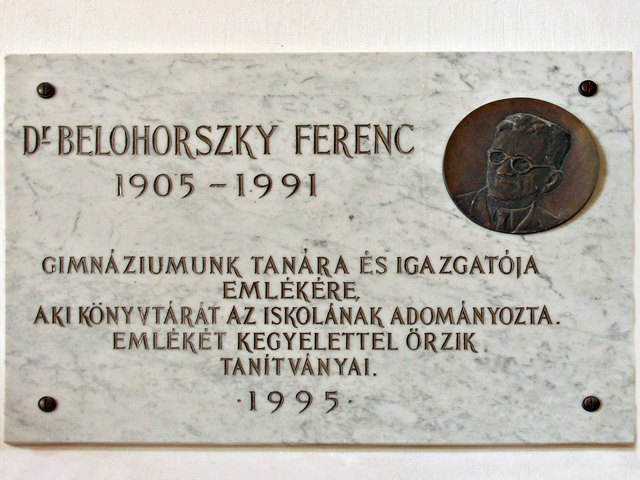 Dr BELOHORSZKY FERENC
1905 – 1991
GIMNÁZIUMUNK TANÁRA ÉS IGAZGATÓJA
EMLÉKÉRE,
AKI KÖNYVTÁRÁT AZ ISKOLÁNAK ADOMÁNYOZTA.
EMLÉKÉT KEGYELETTEL ŐRZIK
TANÍTVÁNYAI.
· 1995 ·